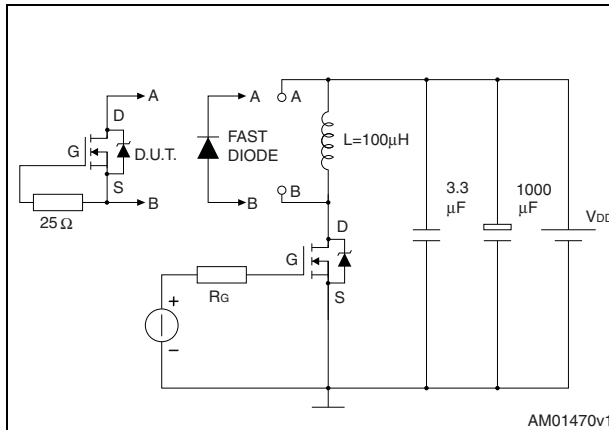 A
D
G
D.U.T.
S
B
25 Ω
A
FAST
DIODE
B
A
L=100µH
B
D
G
S
RG
+
–
3.3
µF
1000
µF
VDD
AM01470v1